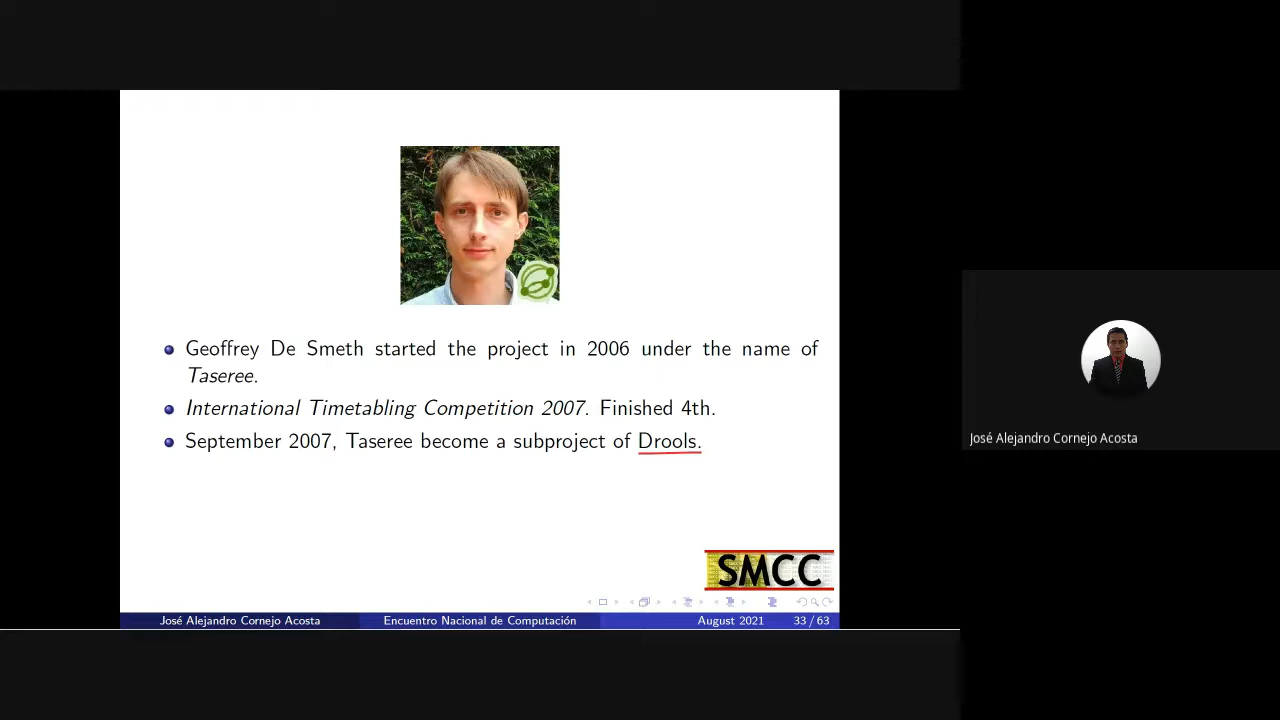 Geoffrey De Smeth started the project in 2006 under the name of
Taseree.
International Timetabling Competition 2007. Finished 4th.
September 2007, Taseree become a subproject of Drools.
SMCC
José Alejandro Cornejo Acosta
Encuentro Nacional de Computación
August 2021
33 / 63
José Alejandro Cornejo Acosta